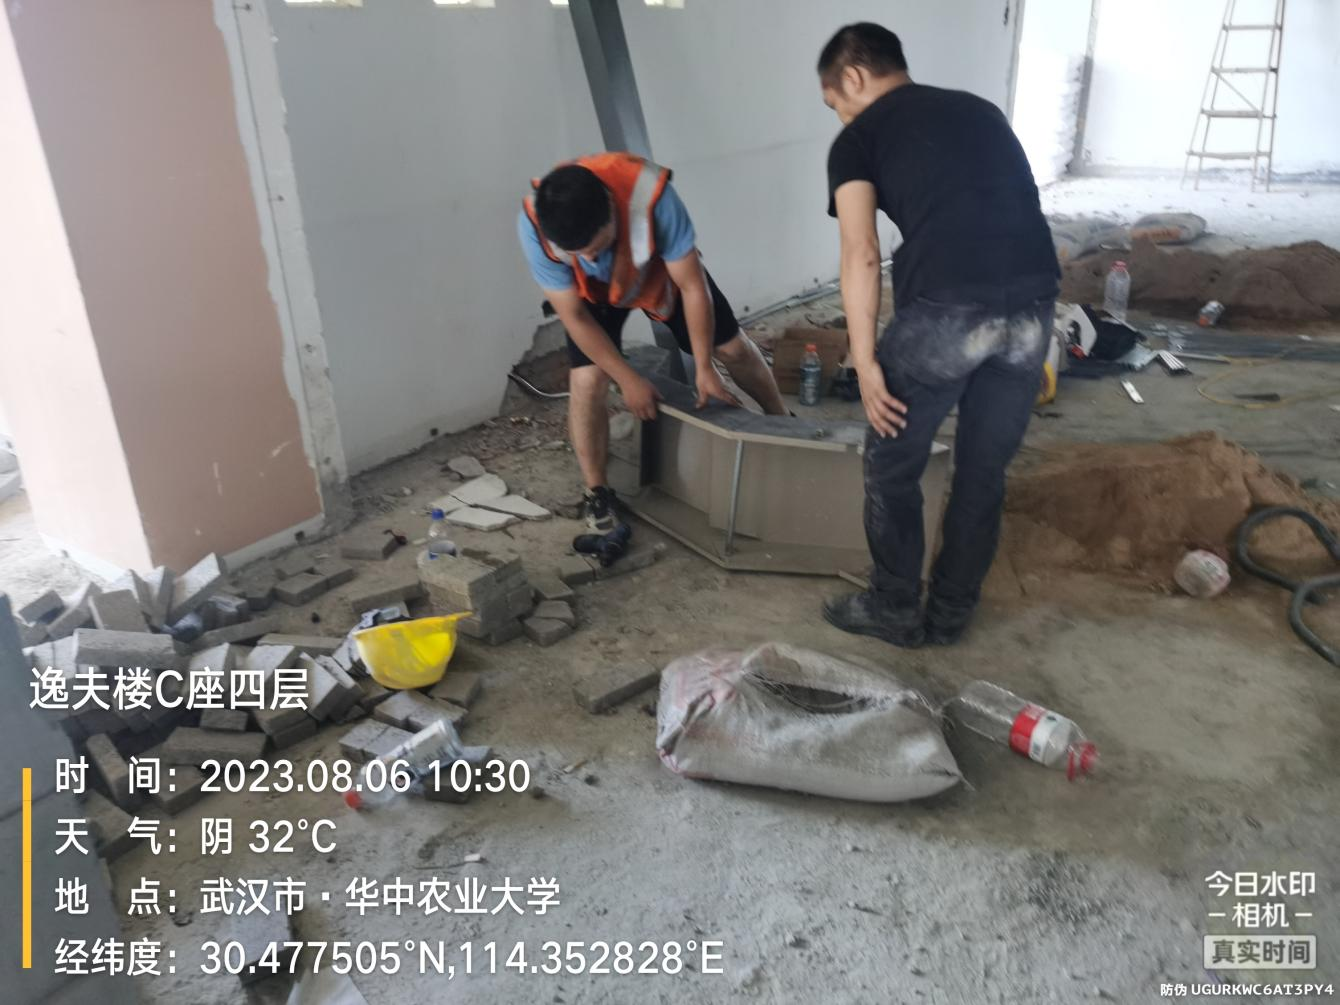 逸夫楼C座四层
时 间：2023.08.06 10:30
天 气：阴 32°C
地 点：武汉市·华中农业大学
经纬度：30.477505°N,114.352828°E
今日水印
-相机-
真实时间
防伪 UGURKWC6AT3PY4